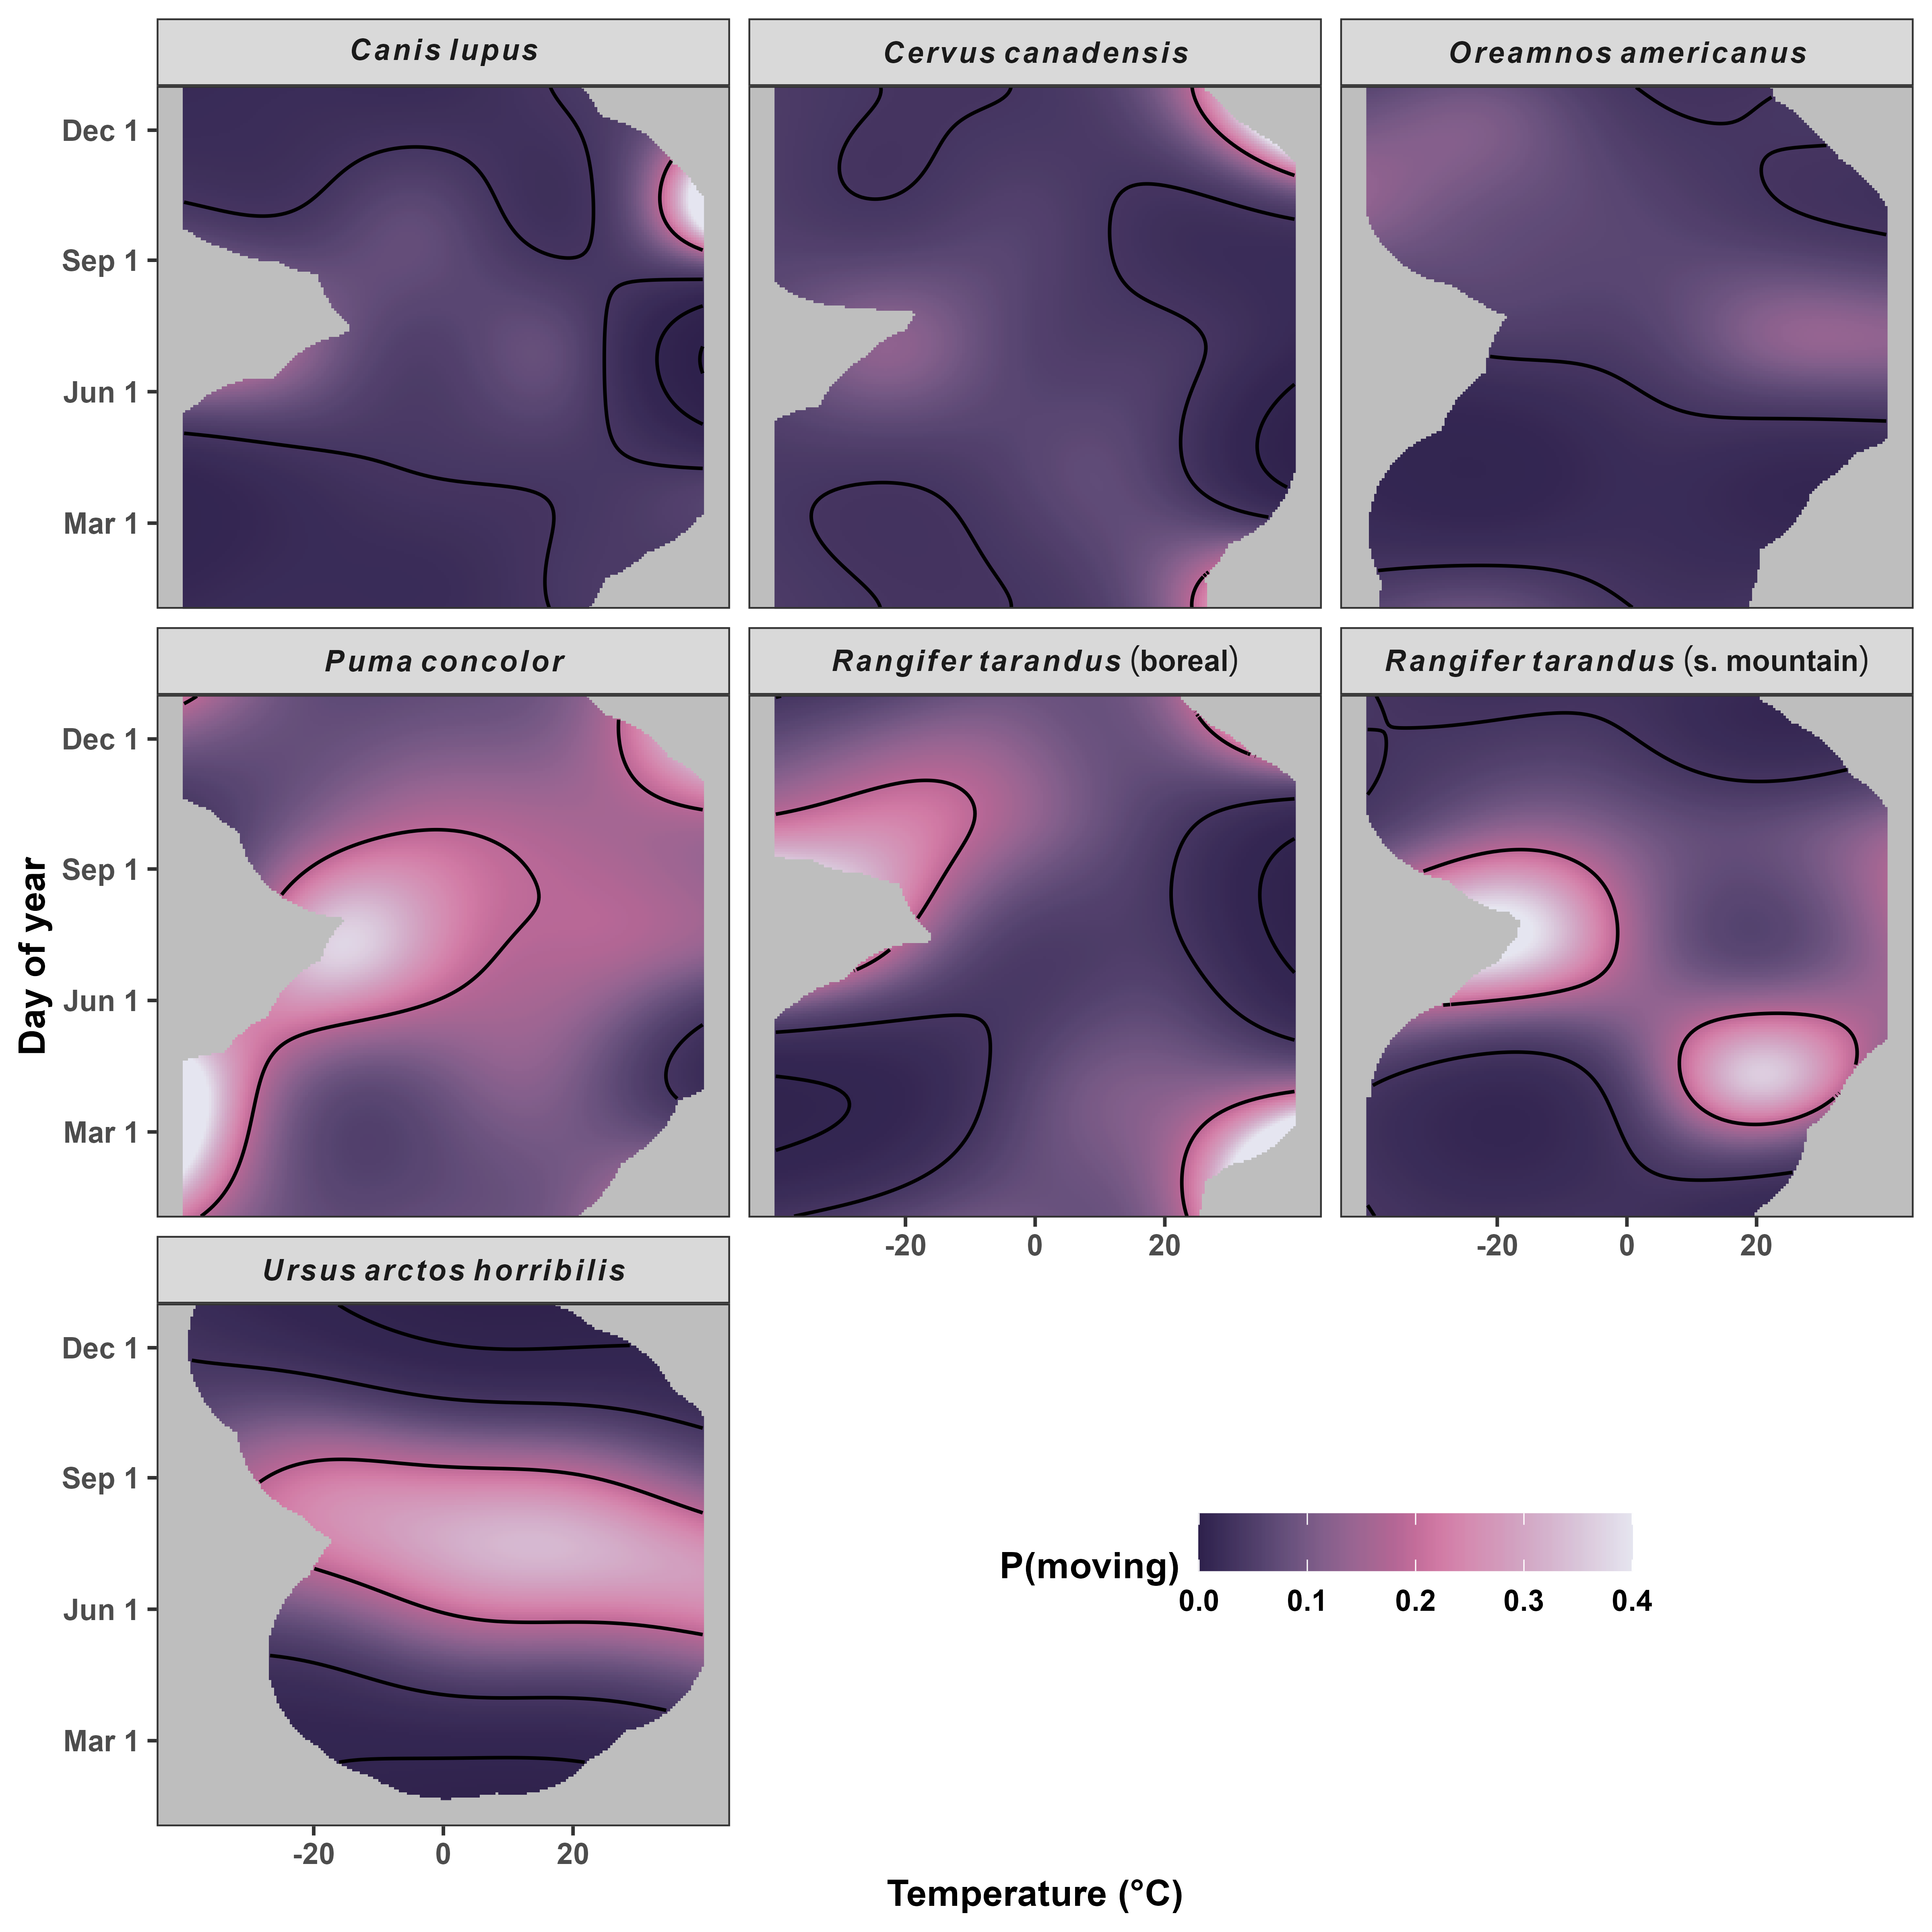 Canis lupus
Cervus canadensis
Oreamnos americanus
Dec 1
Sep 1
Jun 1
Mar 1
Puma concolor
Rangifer tarandus (boreal)
Rangifer tarandus (s. mountain)
Dec 1
Sep 1
Jun 1
Mar 1
-20 0 20
-20 0 20
Ursus arctos horribilis
Dec 1
Sep 1
Jun 1
Mar 1
-20 0 20
Day of year
Temperature (°C)
P(moving)
0.0 0.1 0.2 0.3 0.4